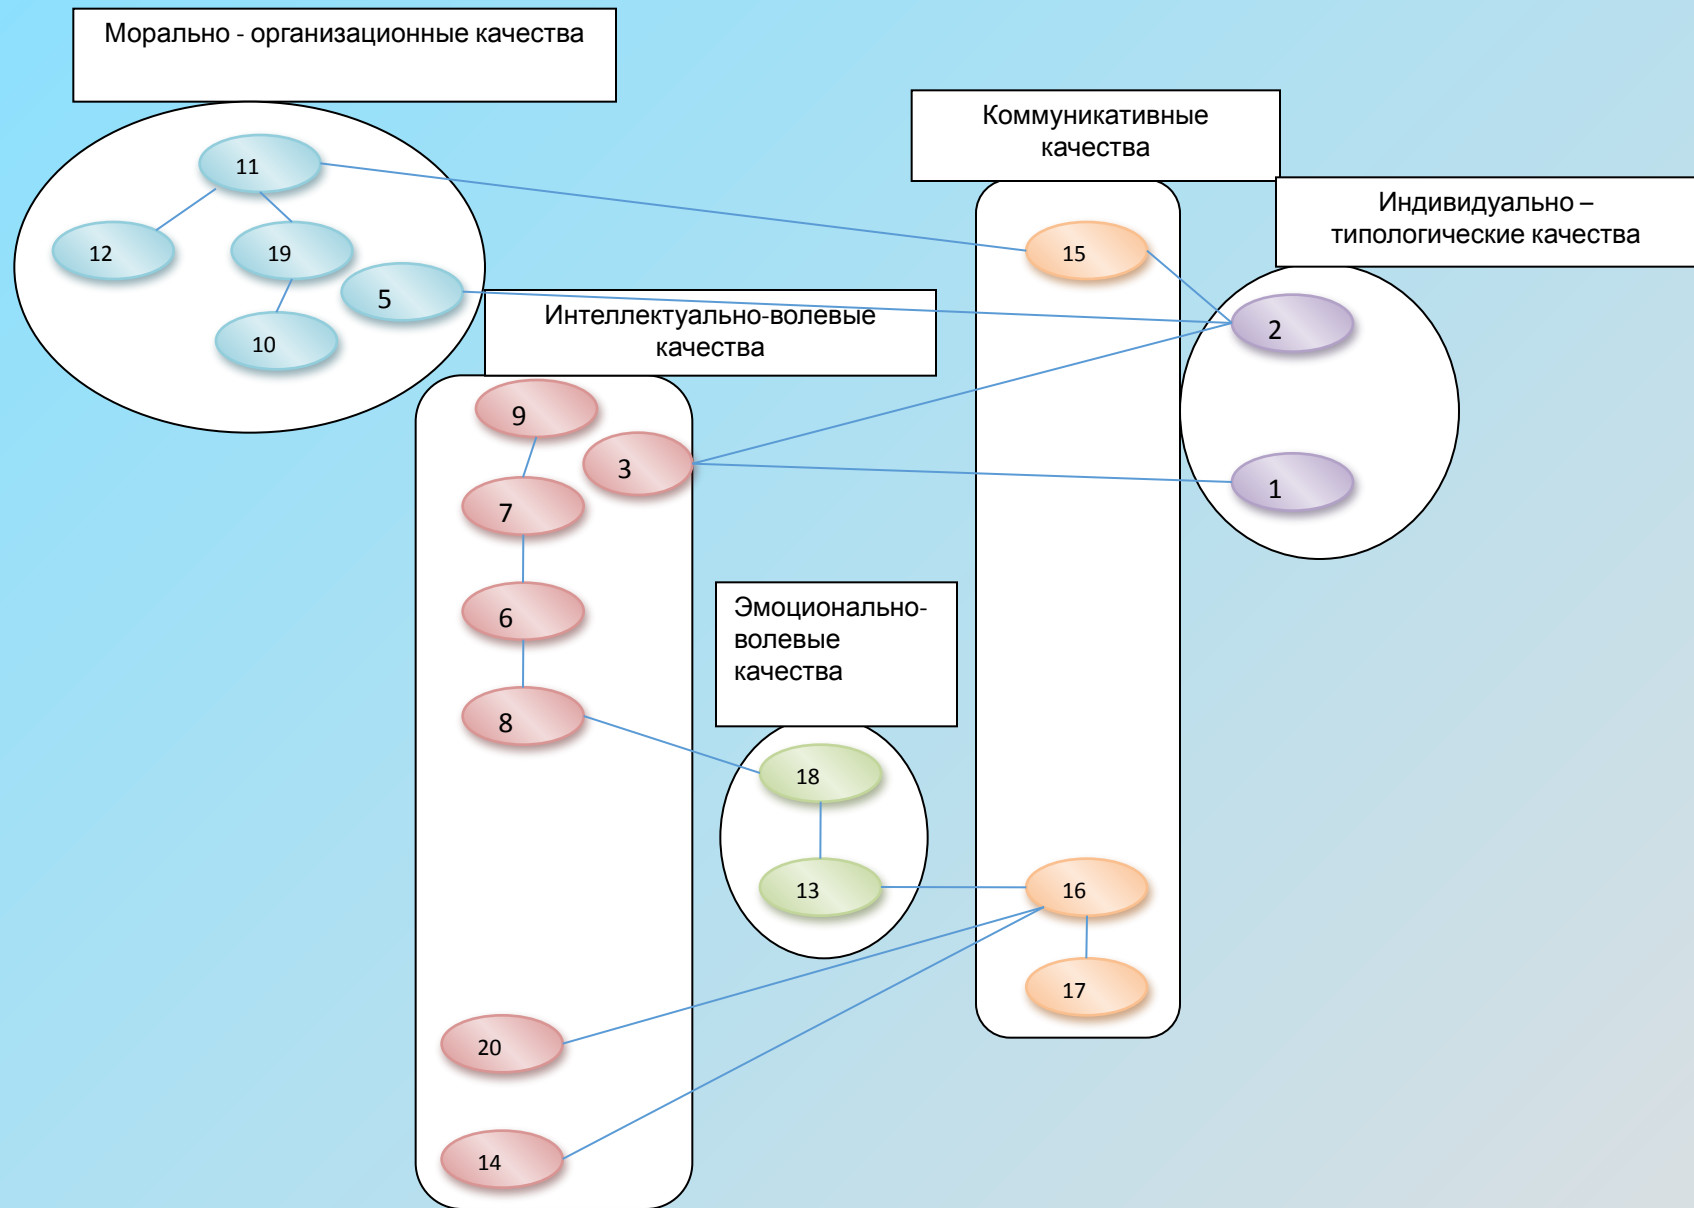 Морально - организационные качества
11
12
19
5
10
Интеллектуально-волевые
качества
9
3
7
6
8
20
14
Эмоционально-
волевые
качества
18
13
Коммуникативные
качества
15
16
17
Индивидуально –
типологические качества
2
1